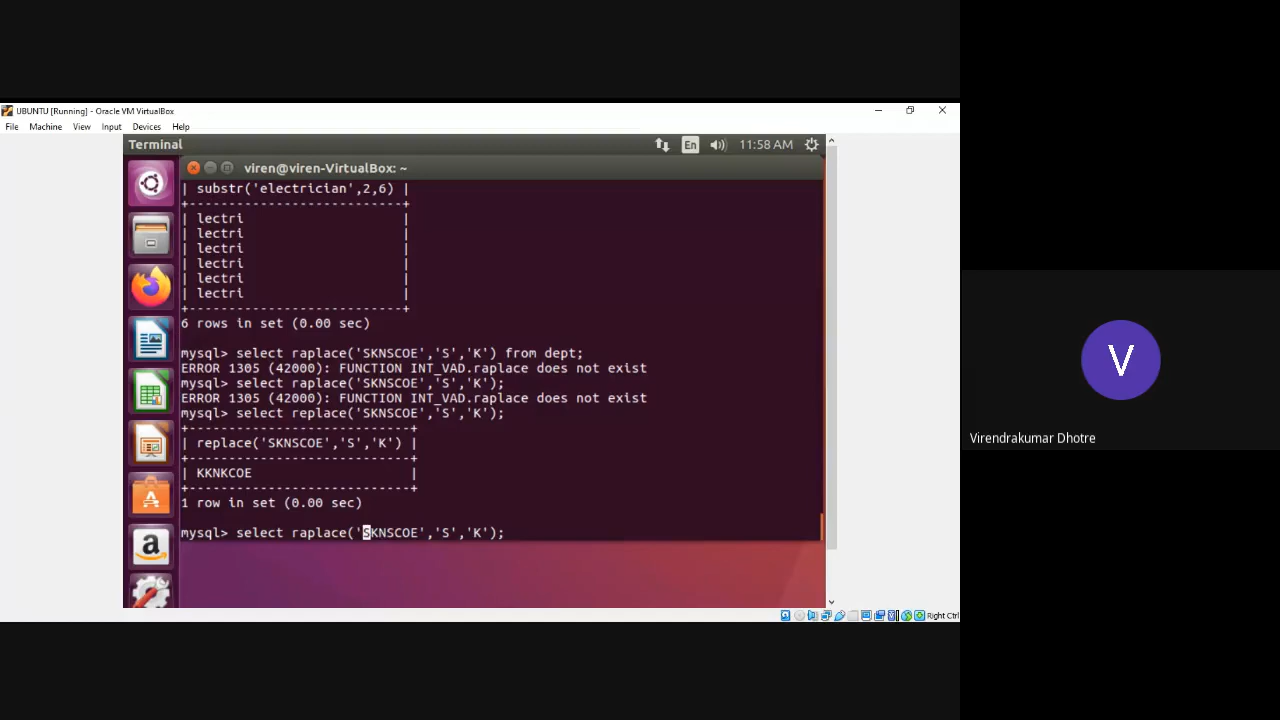 UBUNTU [Running] - Oracle VM VirtualBox
File Machine View Input Devices Help
Terminal
En
11:58 AM
viren@viren-VirtualBox: ~
| substr('electrician',2,6) |
+---------------------------+
| lectri |
| lectri |
| lectri |
| lectri |
| lectri |
| lectri |
+---------------------------+
6 rows in set (0.00 sec)
mysql> select raplace('SKNSCOE','S','K') from dept;
ERROR 1305 (42000): FUNCTION INT_VAD.raplace does not exist
mysql> select raplace('SKNSCOE','S','K');
ERROR 1305 (42000): FUNCTION INT_VAD.raplace does not exist
mysql> select replace('SKNSCOE','S','K');
+----------------------------+
| replace('SKNSCOE','S','K') |
+----------------------------+
| KKNKCOE |
+----------------------------+
1 row in set (0.00 sec)
mysql> select raplace('SKNSCOE','S','K');
a
Right Ctrl
V
Virendrakumar Dhotre